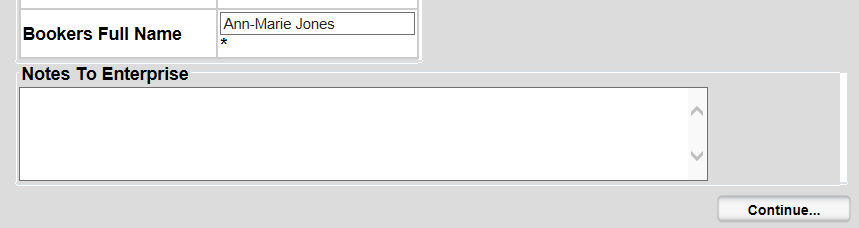 Bookers Full Name
Ann-Marie Jones
*
Notes To Enterprise
Continue...